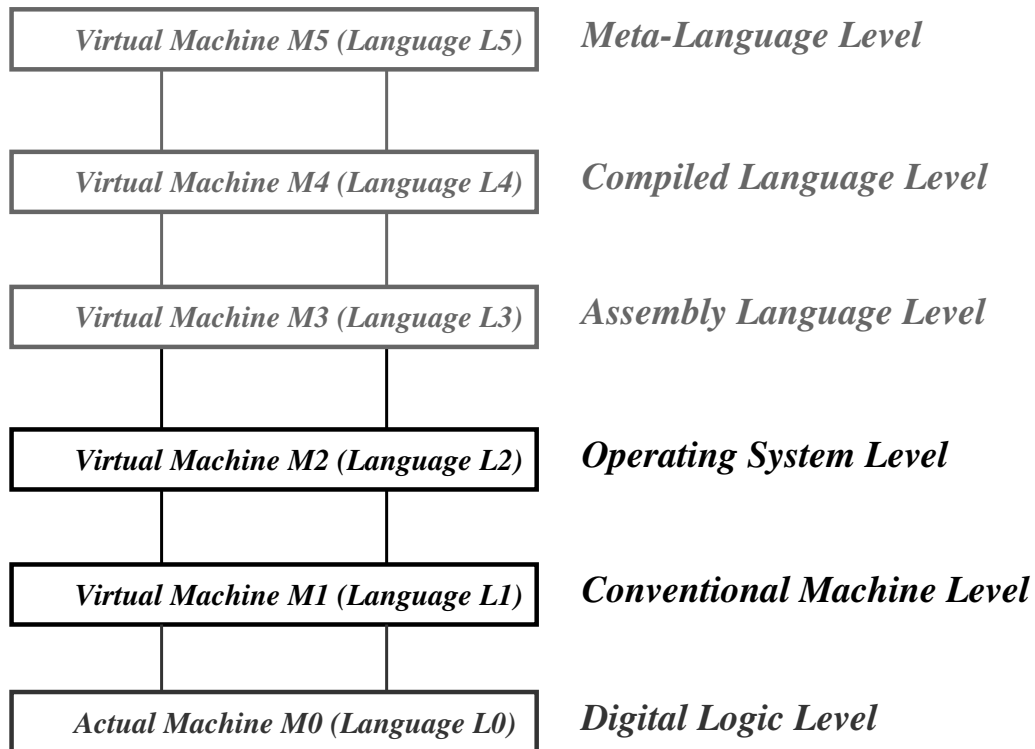 Virtual Machine M5 (Language L5) Meta-Language Level
Virtual Machine M4 (Language L4) Compiled Language Level
Virtual Machine M3 (Language L3) Assembly Language Level
Virtual Machine M2 (Language L2) Operating System Level
Virtual Machine M1 (Language L1) Conventional Machine Level
Actual Machine M0 (Language L0) Digital Logic Level